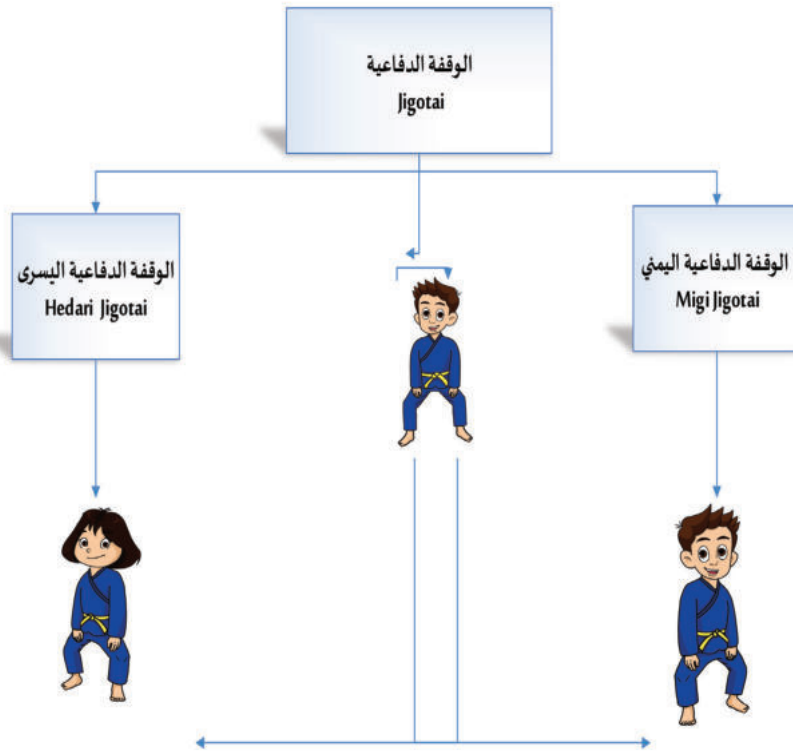 الوقفة الدفاعية
Jigotai
الوقفة الدفاعية اليمني
Migi Jigotai
الوقفة الدفاعية اليسرى
Hedari Jigotai